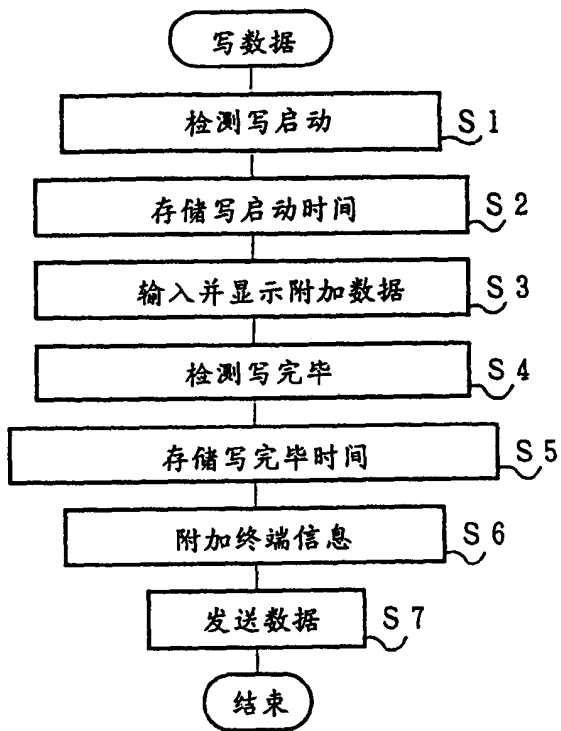 写数据
检测写启动 S1
存储写启动时间 S2
输入并显示附加数据 S3
检测写完毕 S4
存储写完毕时间 S5
附加终端信息 S6
发送数据 S7
结束